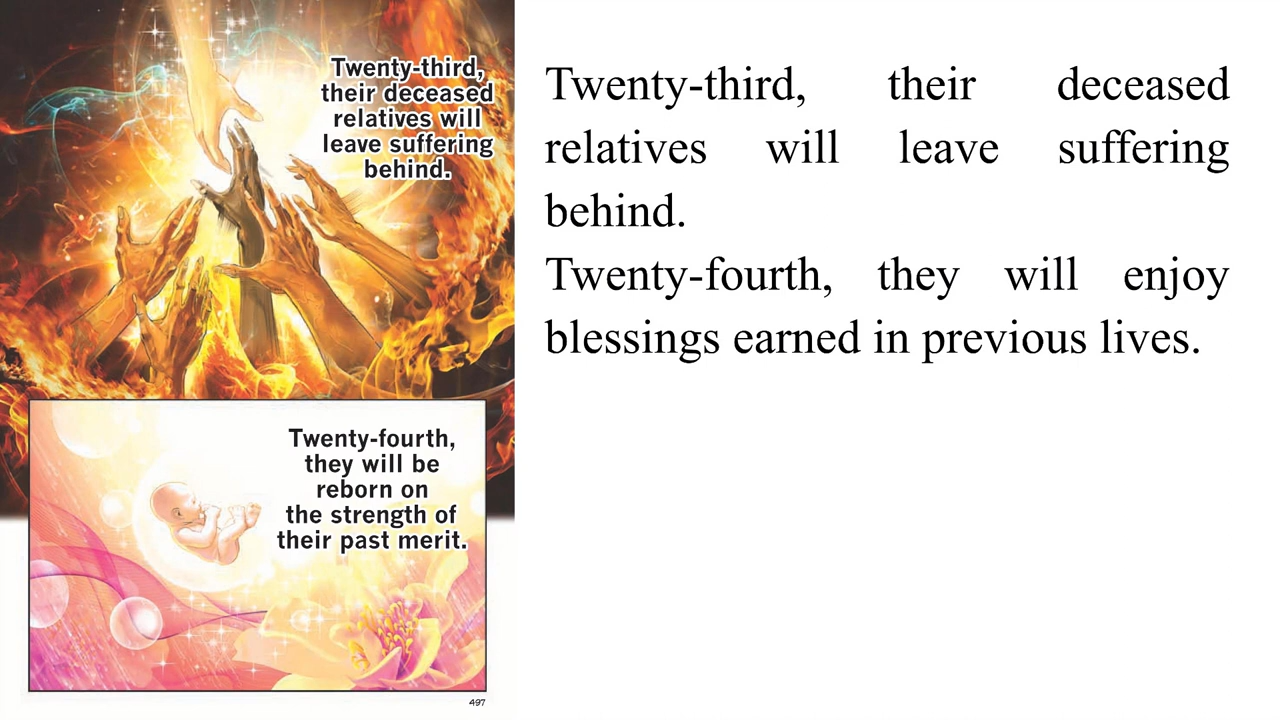 Twenty-third,
their deceased
relatives will
leave suffering
behind.
Twenty-fourth,
they will be
reborn on
the strength of
their past merit.
497
Twenty-third, their deceased
relatives will leave suffering
behind.
Twenty-fourth, they will enjoy
blessings earned in previous lives.